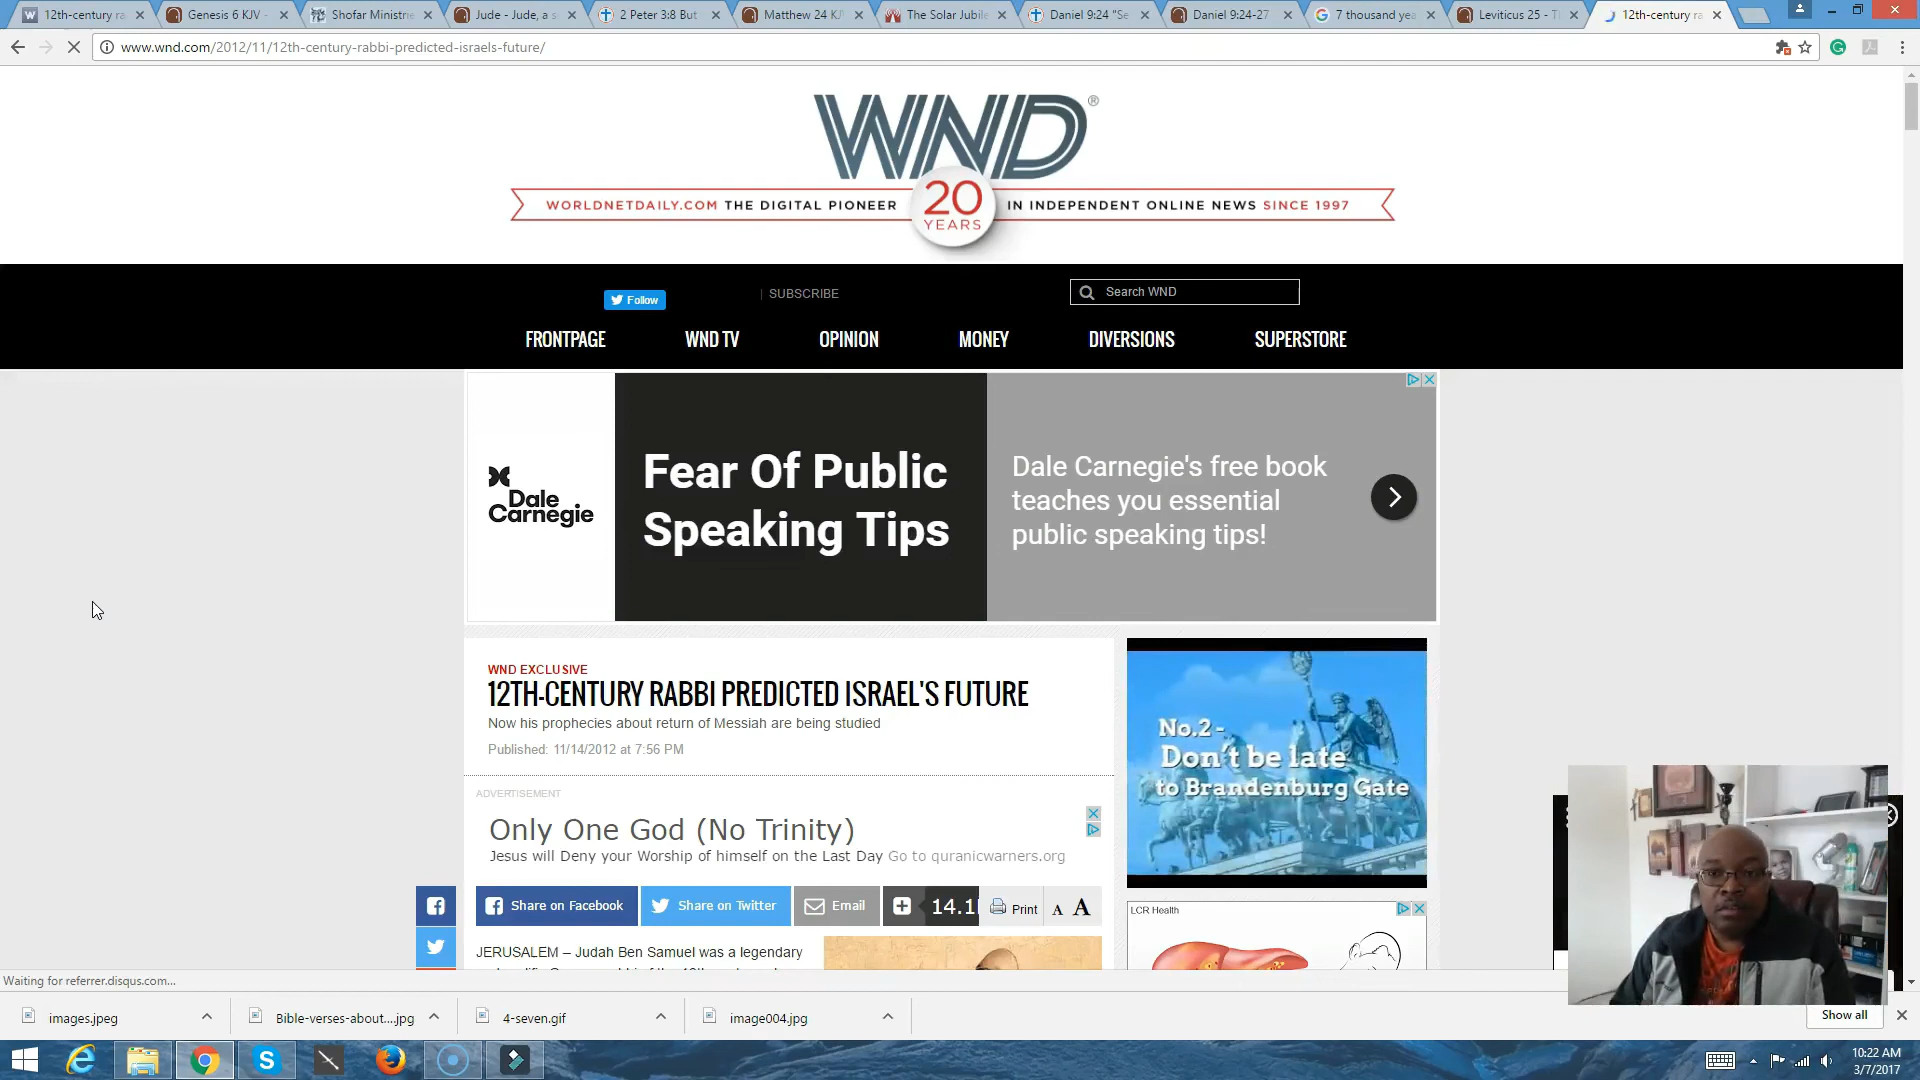 12th-century ra
Genesis 6 KJV -
Shofar Ministrie
Jude - Jude, a s
2 Peter 3:8 But
Matthew 24 KJ
The Solar Jubile
Daniel 9:24 "Se
Daniel 9:24-27
7 thousand yea
Leviticus 25 - T
12th-century ra
www.wnd.com/2012/11/12th-century-rabbi-predicted-israels-future/
WND®
WORLDNETDAILY.COM THE DIGITAL PIONEER
20
YEARS
IN INDEPENDENT ONLINE NEWS SINCE 1997
Follow
| SUBSCRIBE
Search WND
FRONTPAGE
WND TV
OPINION
MONEY
DIVERSIONS
SUPERSTORE
Dale
Carnegie
Fear Of Public
Speaking Tips
Dale Carnegie's free book
teaches you essential
public speaking tips!
WND EXCLUSIVE
12TH-CENTURY RABBI PREDICTED ISRAEL'S FUTURE
Now his prophecies about return of Messiah are being studied
Published: 11/14/2012 at 7:56 PM
No.2 -
Don't be late
to Brandenburg Gate
ADVERTISEMENT
Only One God (No Trinity)
Jesus will Deny your Worship of himself on the Last Day Go to quranicwarners.org
Share on Facebook
Share on Twitter
Email
14.1
Print
A A
LCR Health
JERUSALEM – Judah Ben Samuel was a legendary
Waiting for referrer.disqus.com...
images.jpeg
Bible-verses-about....jpg
4-seven.gif
image004.jpg
Show all
10:22 AM
3/7/2017